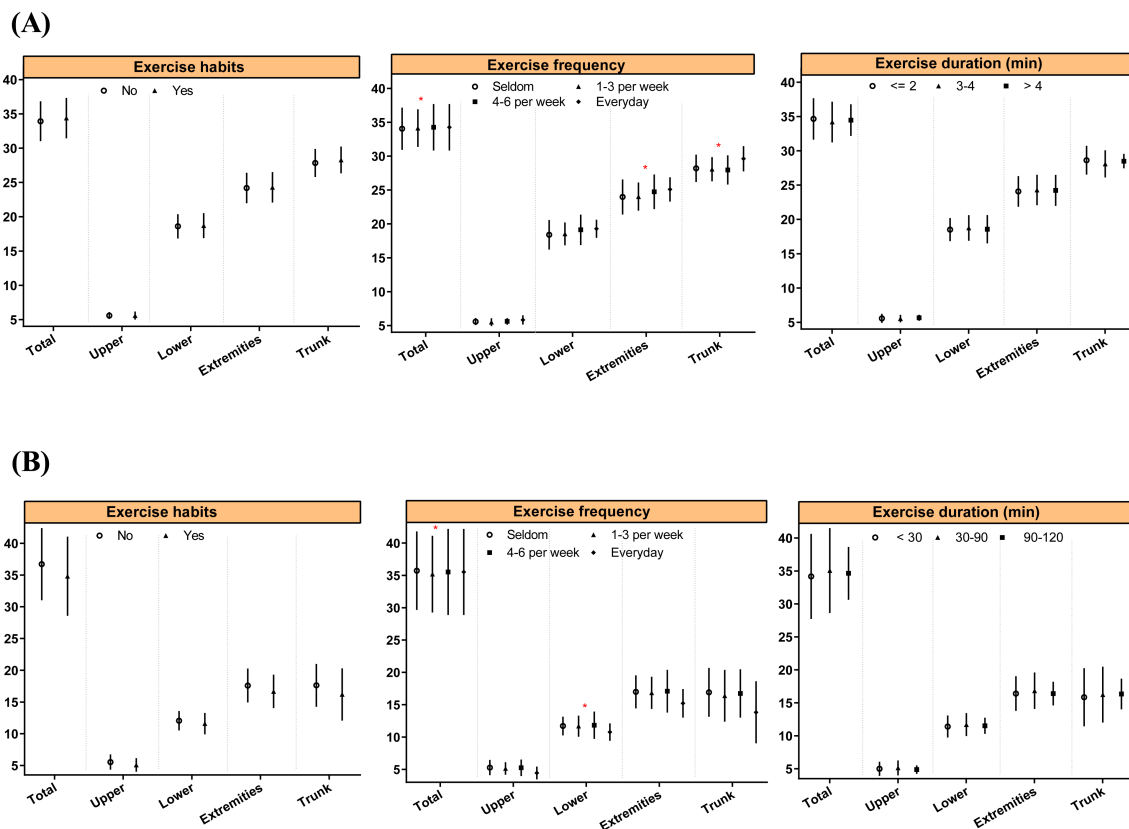 (A)
Exercise habits
No Yes
40
35
30
25
20
15
10
5
Total Upper Lower Extremities Trunk
Exercise frequency
Seldom 1-3 per week
4-6 per week Everyday
40
35
30
25
20
15
10
5
* * *
Total Upper Lower Extremities Trunk
Exercise duration (min)
<= 2 3-4 > 4
40
35
30
25
20
15
10
5
Total Upper Lower Extremities Trunk
(B)
Exercise habits
No Yes
40
35
30
25
20
15
10
5
Total Upper Lower Extremities Trunk
Exercise frequency
Seldom 1-3 per week
4-6 per week Everyday
40
35
30
25
20
15
10
5
* *
Total Upper Lower Extremities Trunk
Exercise duration (min)
< 30 30-90 90-120
40
35
30
25
20
15
10
5
Total Upper Lower Extremities Trunk